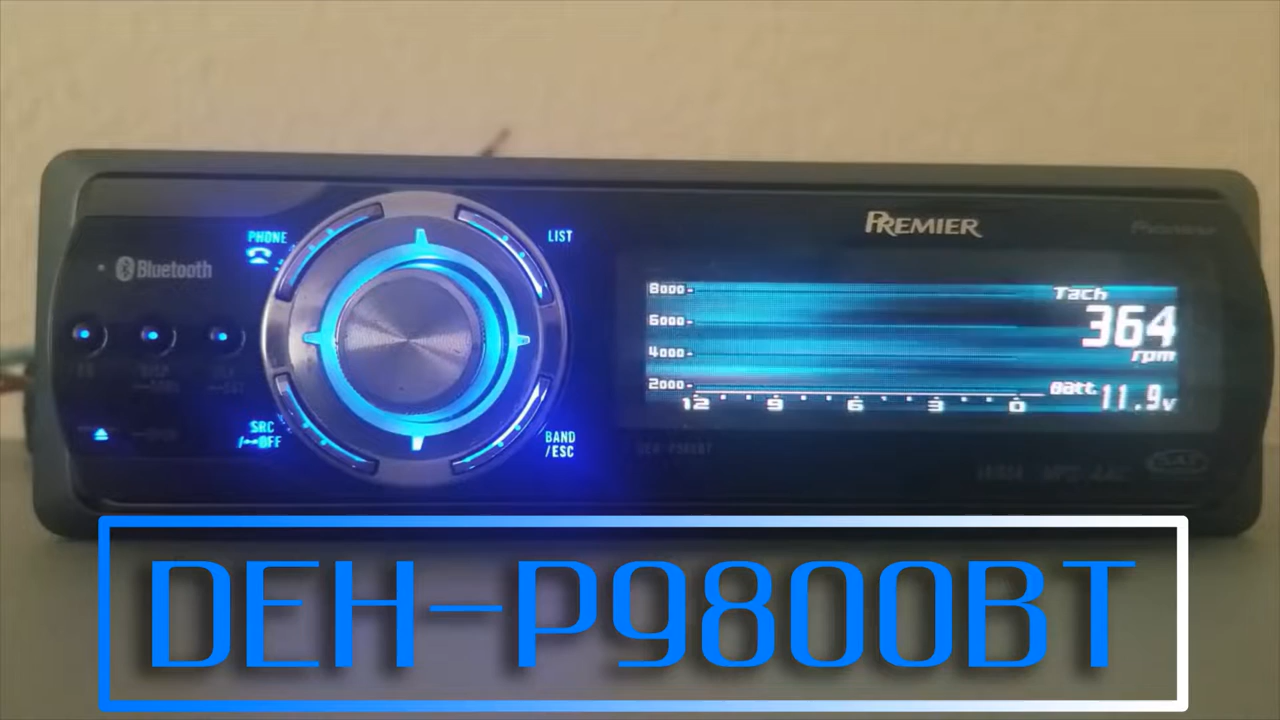 PHONE
LIST
PREMIER
Pioneer
Bluetooth
8000-
Tach
6000-
364
rpm
4000-
2000-
Batt
11.9v
12 9 6 3 0
SRC
/OFF
BAND
/ESC
DEH-P9800BT